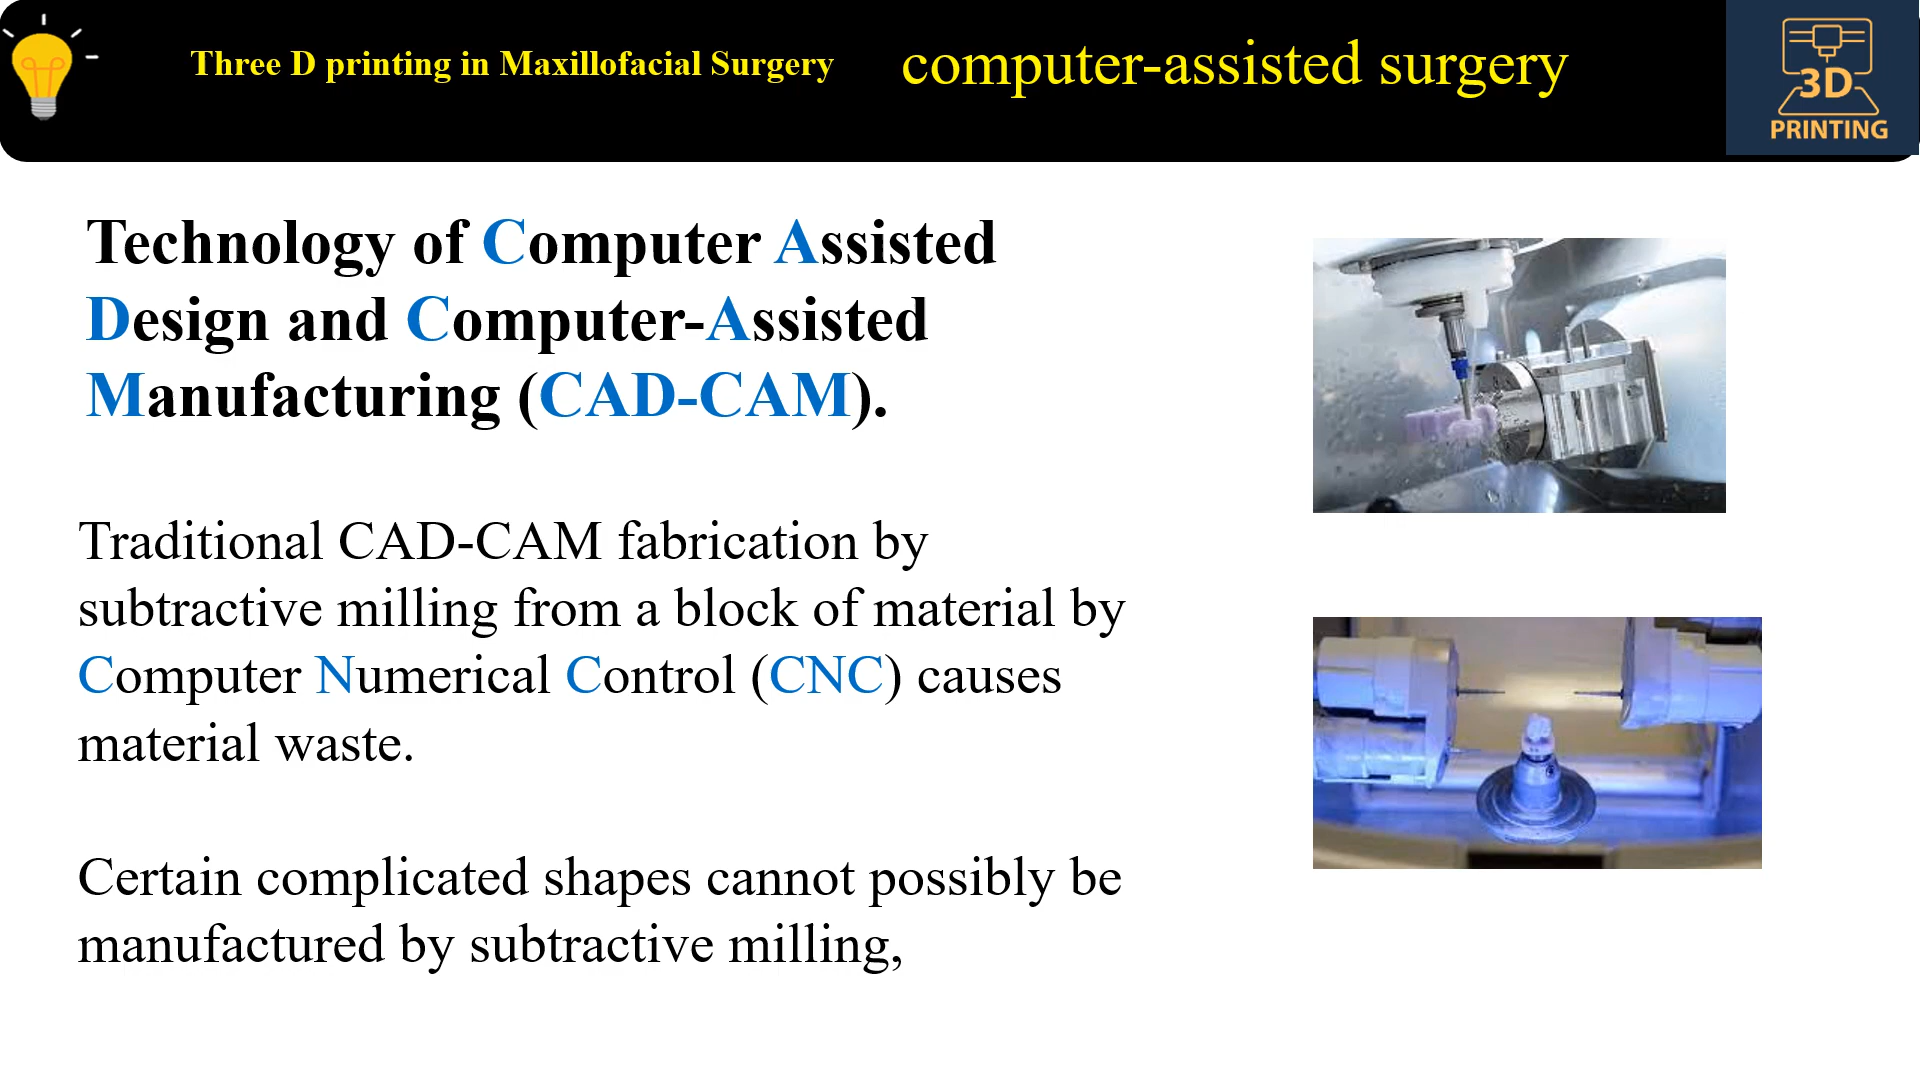 Three D printing in Maxillofacial Surgery
computer-assisted surgery
3D
PRINTING
Technology of Computer Assisted
Design and Computer-Assisted
Manufacturing (CAD-CAM).
Traditional CAD-CAM fabrication by
subtractive milling from a block of material by
Computer Numerical Control (CNC) causes
material waste.
Certain complicated shapes cannot possibly be
manufactured by subtractive milling,